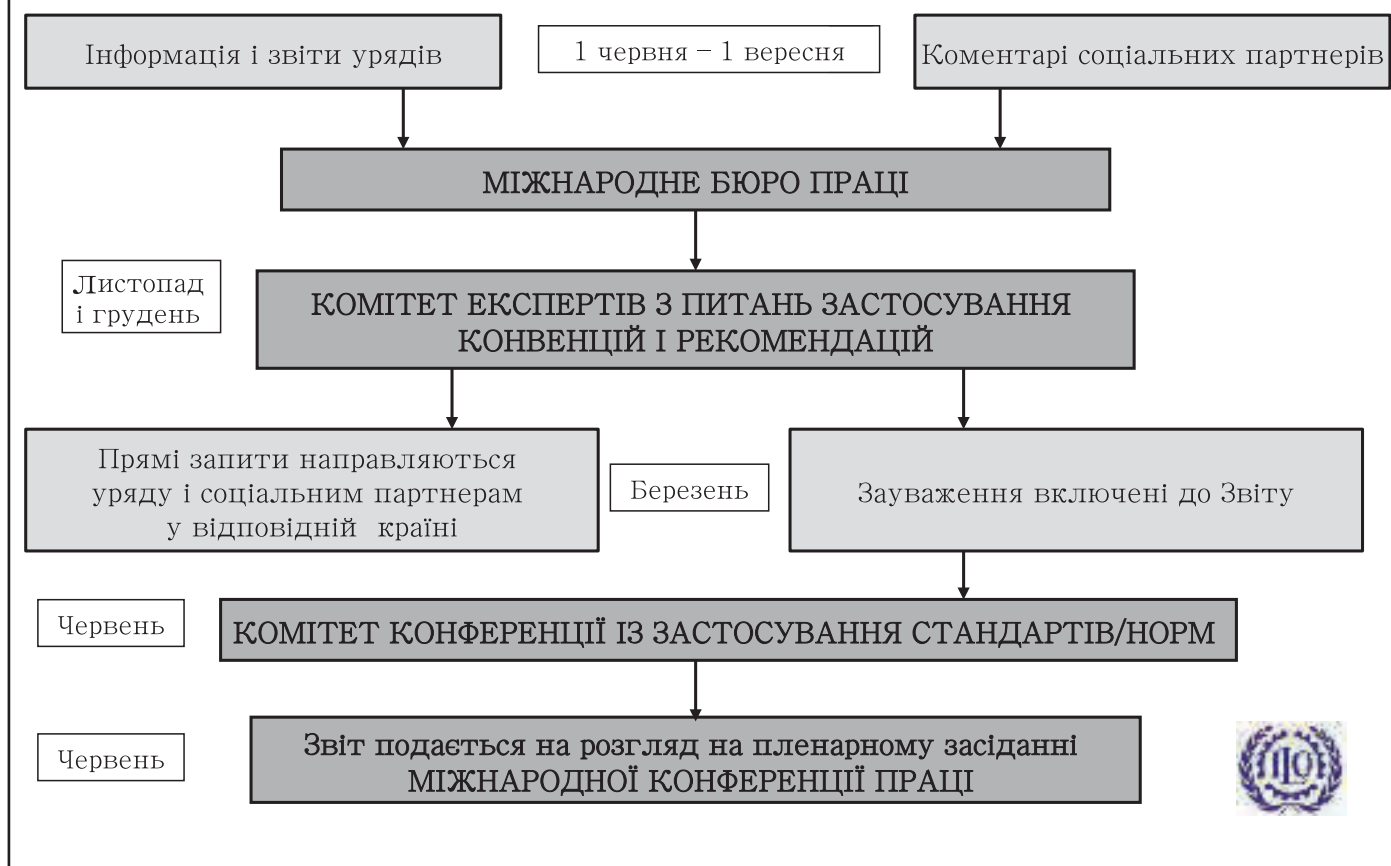 Інформація і звіти урядів
1 червня – 1 вересня
Коментарі соціальних партнерів
МІЖНАРОДНЕ БЮРО ПРАЦІ
Листопад
і грудень
КОМІТЕТ ЕКСПЕРТІВ З ПИТАНЬ ЗАСТОСУВАННЯ
КОНВЕНЦІЙ І РЕКОМЕНДАЦІЙ
Прямі запити направляються
уряду і соціальним партнерам
у відповідній країні
Березень
Зауваження включені до Звіту
Червень
КОМІТЕТ КОНФЕРЕНЦІЇ ІЗ ЗАСТОСУВАННЯ СТАНДАРТІВ/НОРМ
Червень
Звіт подається на розгляд на пленарному засіданні
МІЖНАРОДНОЇ КОНФЕРЕНЦІЇ ПРАЦІ
ILO